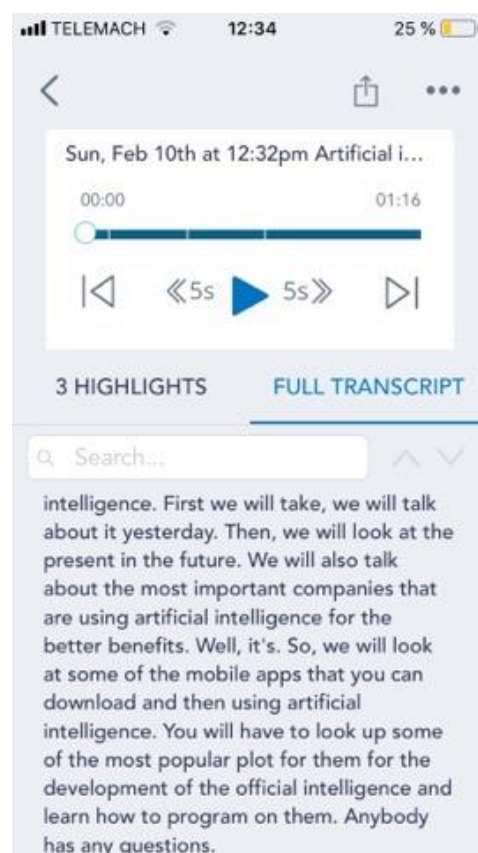 TELEMACH 12:34 25 %
Sun, Feb 10th at 12:32pm Artificial i...
00:00 01:16
5s 5s
3 HIGHLIGHTS FULL TRANSCRIPT
Search...
intelligence. First we will take, we will talk
about it yesterday. Then, we will look at the
present in the future. We will also talk
about the most important companies that
are using artificial intelligence for the
better benefits. Well, it's. So, we will look
at some of the mobile apps that you can
download and then using artificial
intelligence. You will have to look up some
of the most popular plot for them for the
development of the official intelligence and
learn how to program on them. Anybody
has any questions.